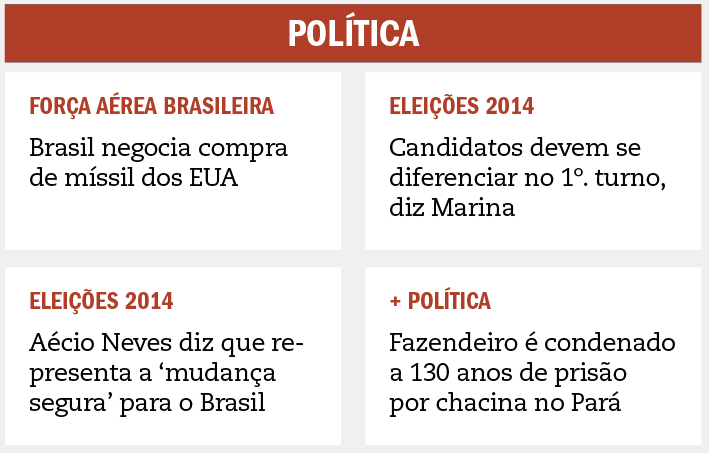 POLÍTICA
FORÇA AÉREA BRASILEIRA
Brasil negocia compra
de míssil dos EUA
ELEIÇÕES 2014
Candidatos devem se
diferenciar no 1º. turno,
diz Marina
ELEIÇÕES 2014
Aécio Neves diz que re-
presenta a ‘mudança
segura’ para o Brasil
+ POLÍTICA
Fazendeiro é condenado
a 130 anos de prisão
por chacina no Pará